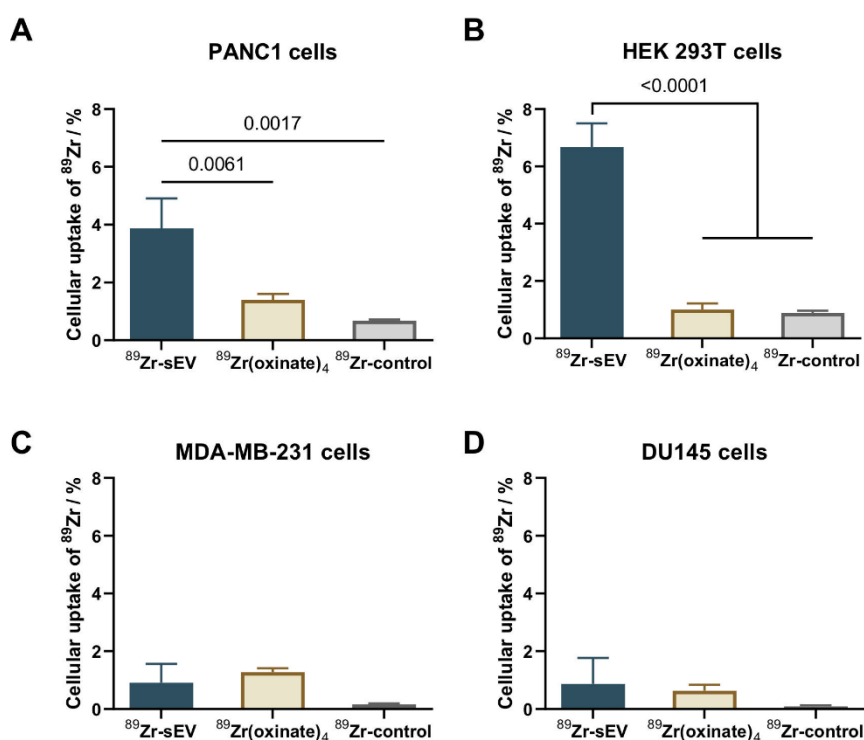 A
PANC1 cells
Cellular uptake of ⁸⁹Zr / %
8
6
4
2
0
0.0017
0.0061
⁸⁹Zr-sEV
⁸⁹Zr(oxinate)₄
⁸⁹Zr-control
B
HEK 293T cells
Cellular uptake of ⁸⁹Zr / %
8
6
4
2
0
<0.0001
⁸⁹Zr-sEV
⁸⁹Zr(oxinate)₄
⁸⁹Zr-control
C
MDA-MB-231 cells
Cellular uptake of ⁸⁹Zr / %
8
6
4
2
0
⁸⁹Zr-sEV
⁸⁹Zr(oxinate)₄
⁸⁹Zr-control
D
DU145 cells
Cellular uptake of ⁸⁹Zr / %
8
6
4
2
0
⁸⁹Zr-sEV
⁸⁹Zr(oxinate)₄
⁸⁹Zr-control